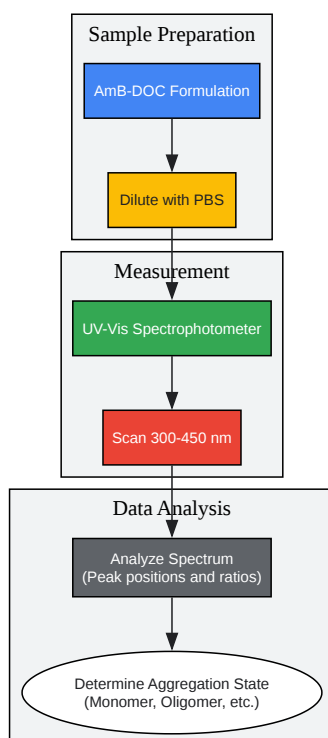 Sample Preparation
AmB-DOC Formulation
Dilute with PBS
Measurement
UV-Vis Spectrophotometer
Scan 300-450 nm
Data Analysis
Analyze Spectrum
(Peak positions and ratios)
Determine Aggregation State
(Monomer, Oligomer, etc.)